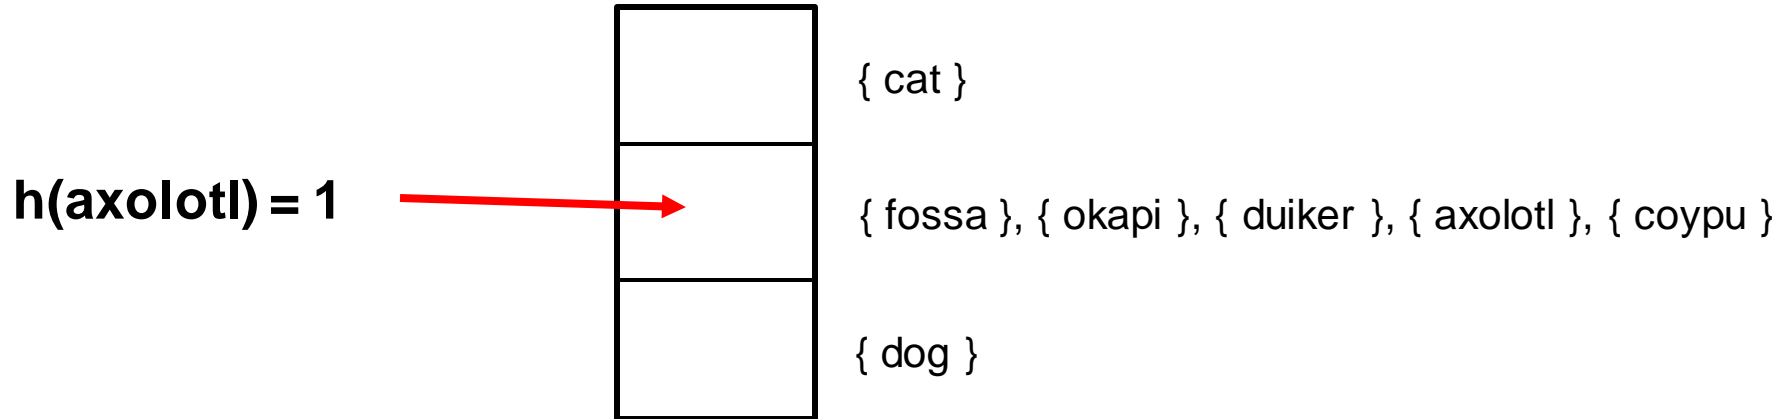 { cat }
h(axolotl) = 1
{ fossa }, { okapi }, { duiker }, { axolotl }, { coypu }
{ dog }